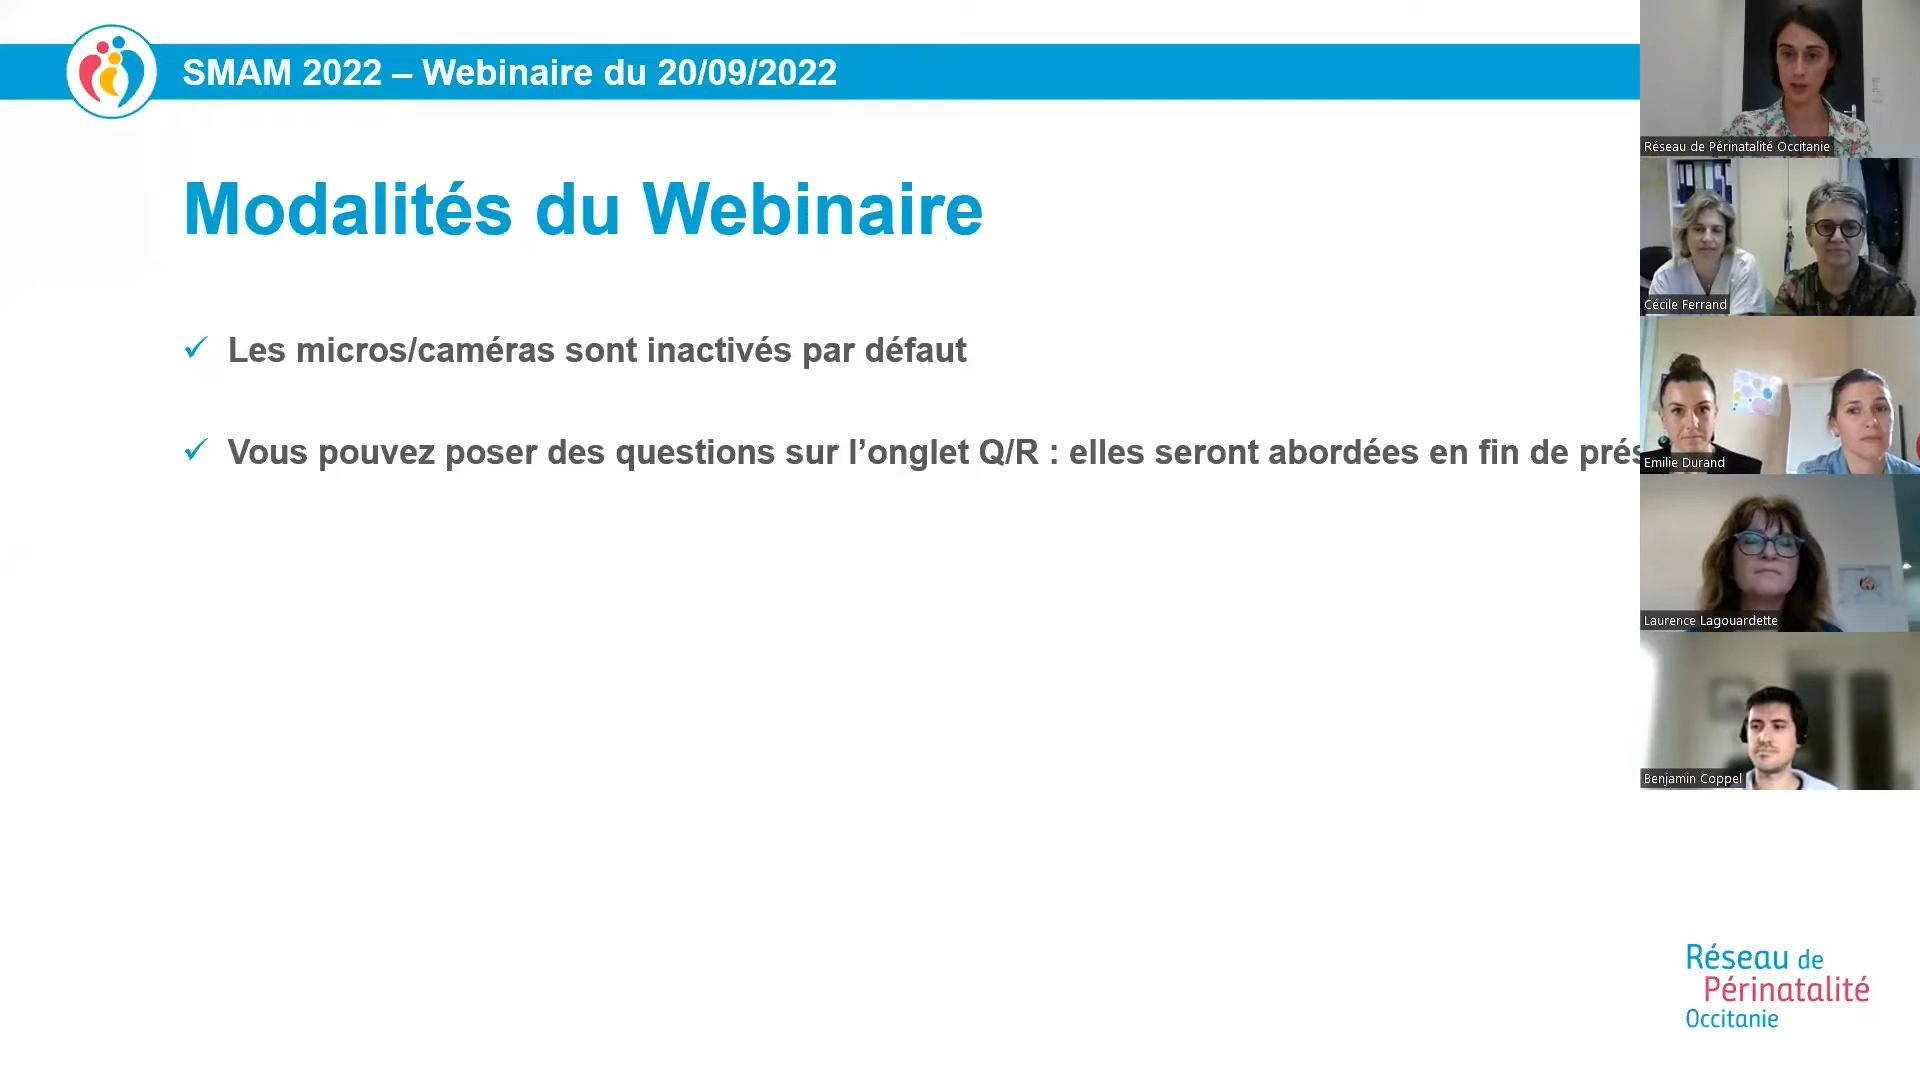 SMAM 2022 – Webinaire du 20/09/2022
Modalités du Webinaire
✓ Les micros/caméras sont inactivés par défaut
✓ Vous pouvez poser des questions sur l’onglet Q/R : elles seront abordées en fin de prés
Réseau de Périnatalité Occitanie
Cécile Ferrand
Emilie Durand
Laurence Lagouardette
Benjamin Coppel
Réseau de
Périnatalité
Occitanie